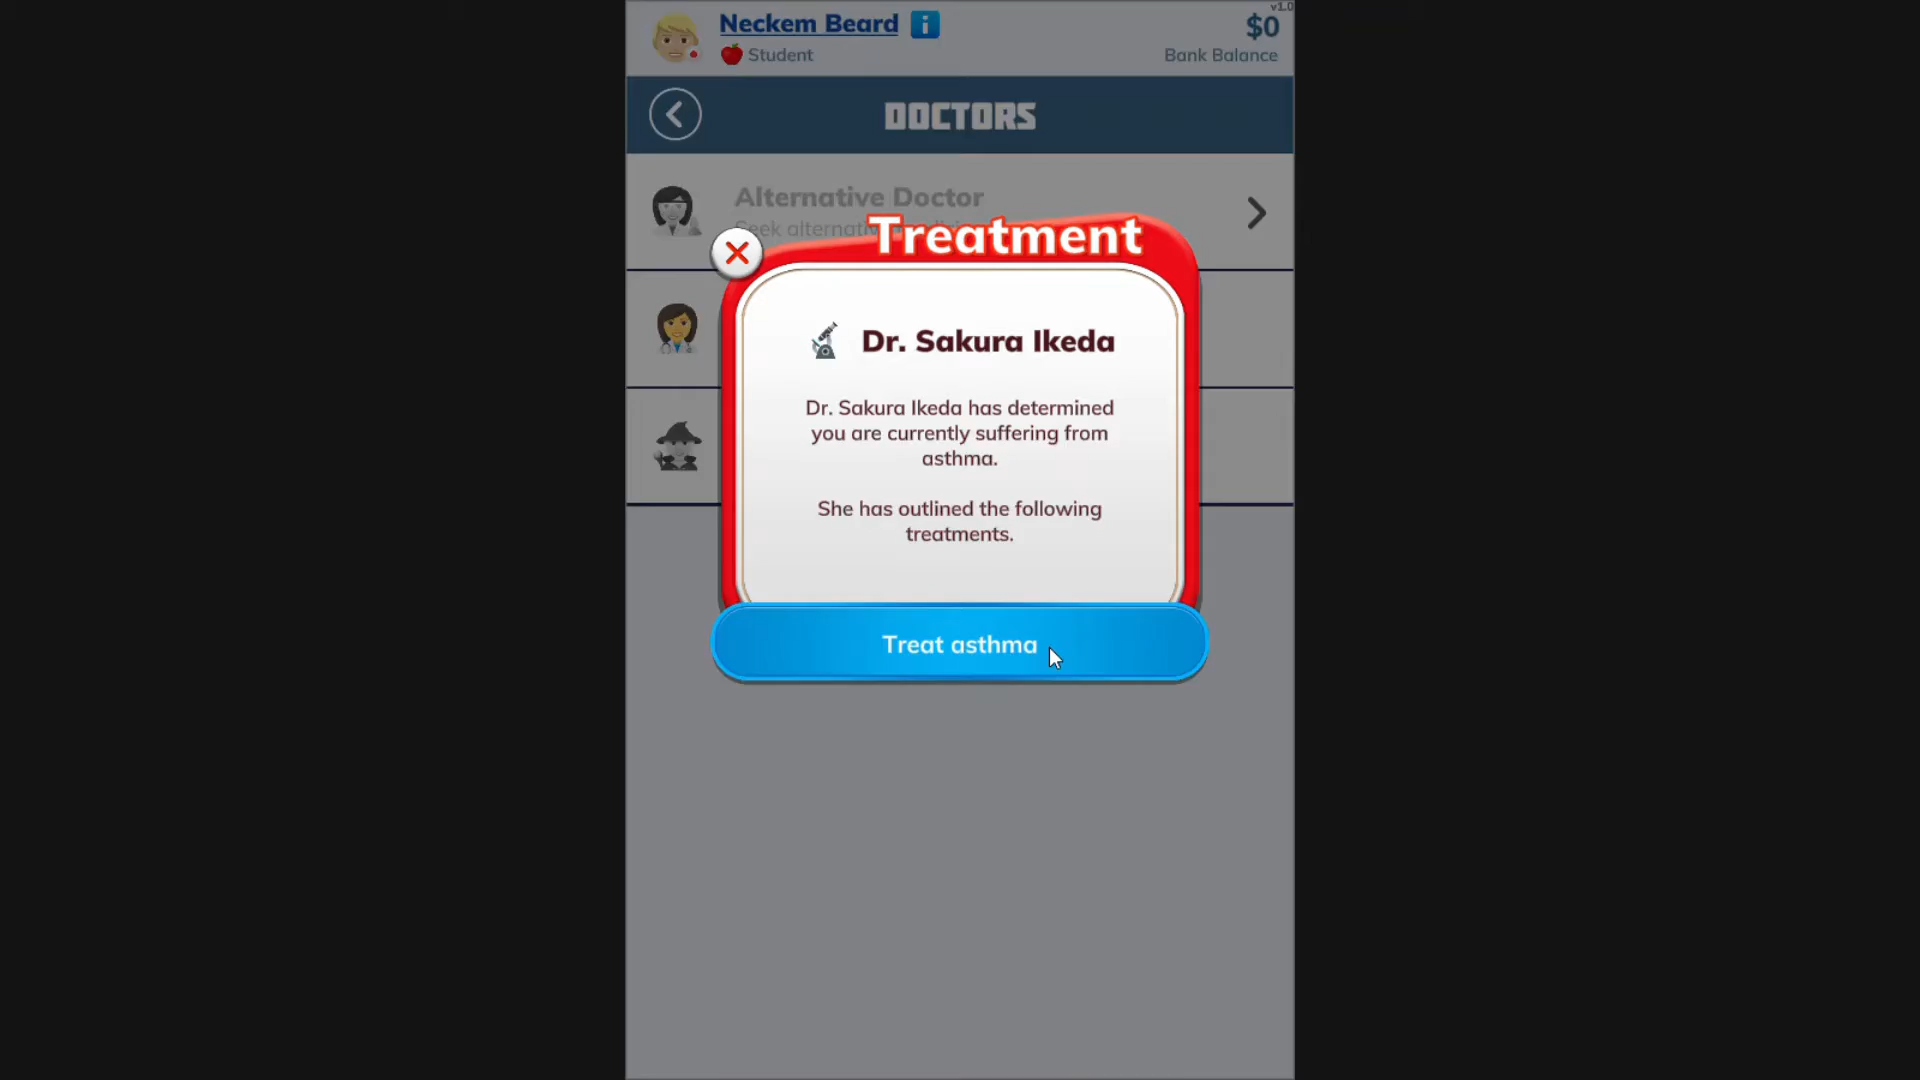 v1.0
Neckem Beard
$0
Student
Bank Balance
DOCTORS
Alternative Doctor
Treatment
Dr. Sakura Ikeda
Dr. Sakura Ikeda has determined
you are currently suffering from
asthma.
She has outlined the following
treatments.
Treat asthma